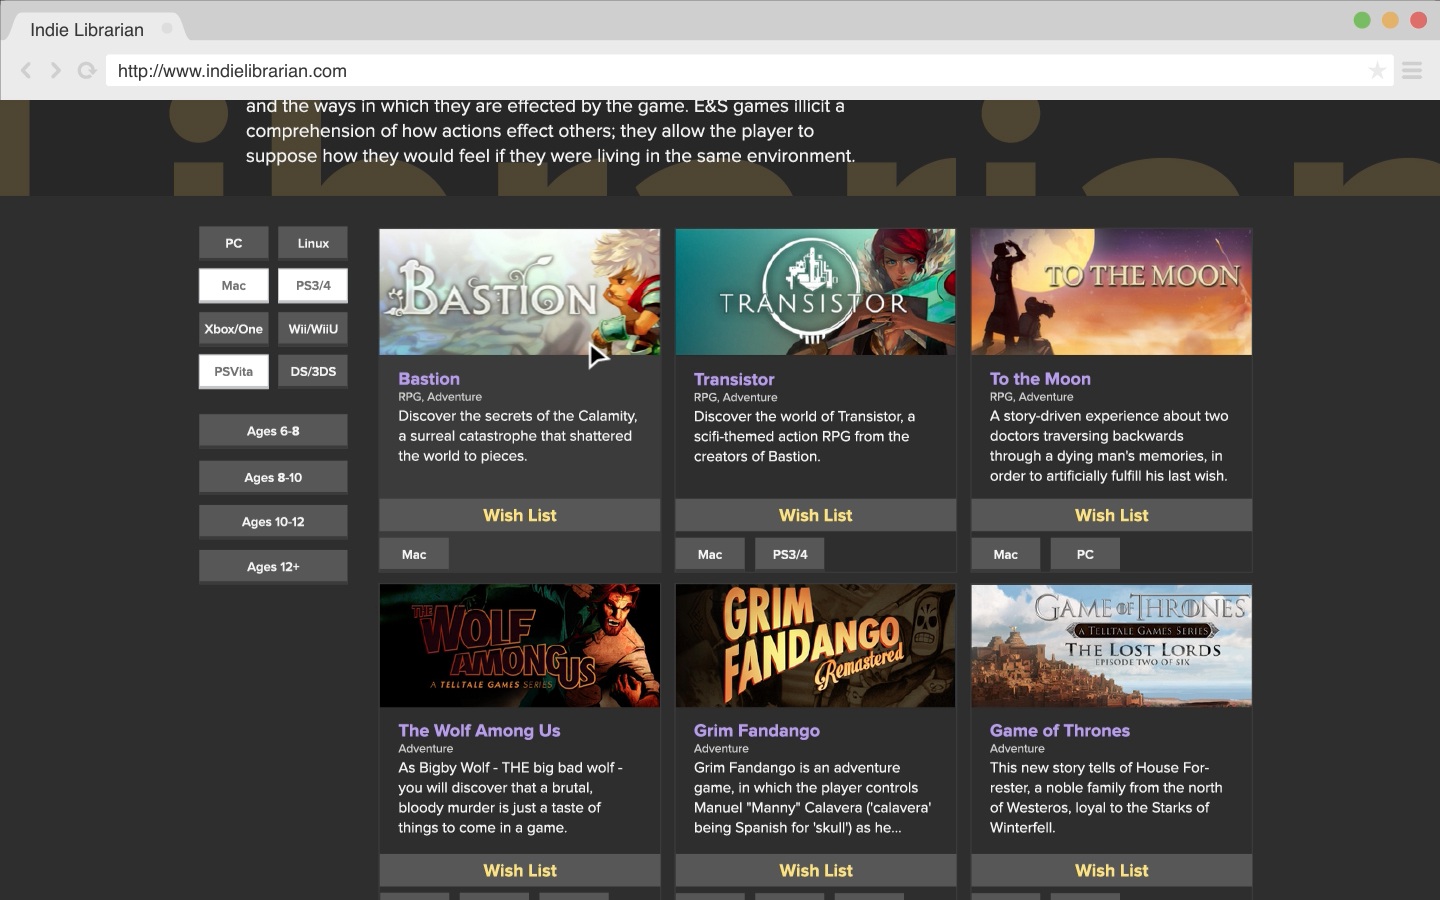 Indie Librarian
http://www.indielibrarian.com
and the ways in which they are effected by the game. E&S games illicit a
comprehension of how actions effect others; they allow the player to
suppose how they would feel if they were living in the same environment.
Librarian
PC
Linux
Mac
PS3/4
Xbox/One
Wii/WiiU
PSVita
DS/3DS
Ages 6-8
Ages 8-10
Ages 10-12
Ages 12+
BASTION
Bastion
RPG, Adventure
Discover the secrets of the Calamity,
a surreal catastrophe that shattered
the world to pieces.
Wish List
Mac
TRANSISTOR
Transistor
RPG, Adventure
Discover the world of Transistor, a
scifi-themed action RPG from the
creators of Bastion.
Wish List
Mac
PS3/4
TO THE MOON
To the Moon
RPG, Adventure
A story-driven experience about two
doctors traversing backwards
through a dying man's memories, in
order to artificially fulfill his last wish.
Wish List
Mac
PC
THE
WOLF
AMONG US
A TELLTALE GAMES SERIES
The Wolf Among Us
Adventure
As Bigby Wolf - THE big bad wolf -
you will discover that a brutal,
bloody murder is just a taste of
things to come in a game.
Wish List
GRIM
FANDANGO
Remastered
Grim Fandango
Adventure
Grim Fandango is an adventure
game, in which the player controls
Manuel "Manny" Calavera ('calavera'
being Spanish for 'skull') as he...
Wish List
GAME OF THRONES
A TELLTALE GAMES SERIES
THE LOST LORDS
EPISODE TWO OF SIX
Game of Thrones
Adventure
This new story tells of House For-
rester, a noble family from the north
of Westeros, loyal to the Starks of
Winterfell.
Wish List